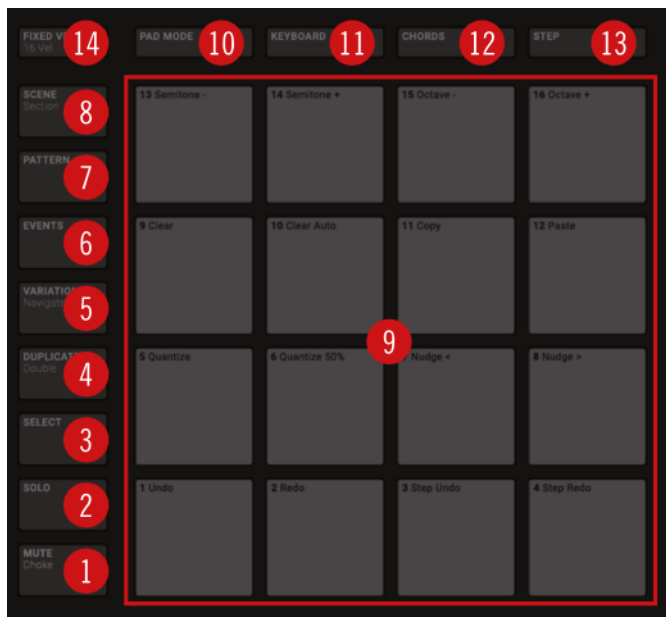 FIXED
16 Vel
14
PAD MODE
10
KEYBOARD
11
CHORDS
12
STEP
13
SCENE
Section
8
13 Semitone -
14 Semitone +
15 Octave -
16 Octave +
PATTERN
7
EVENTS
6
9 Clear
10 Clear Auto
11 Copy
12 Paste
VARIATION
Navigate
5
9
DUPLICATE
Double
4
5 Quantize
6 Quantize 50%
Nudge <
8 Nudge >
SELECT
3
SOLO
2
1 Undo
2 Redo
3 Step Undo
4 Step Redo
MUTE
Choke
1